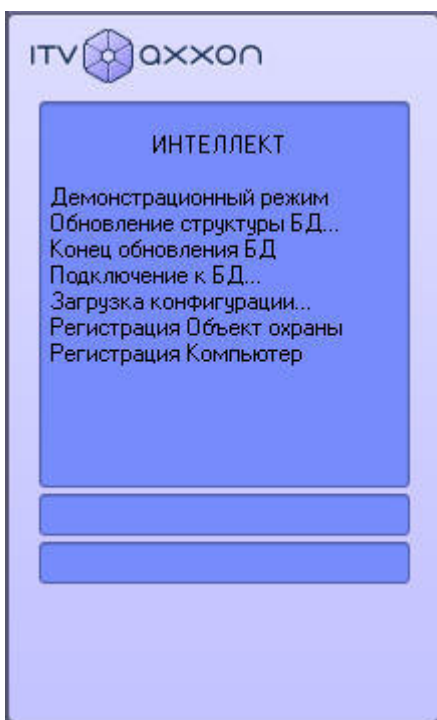 ITV axxon
ИНТЕЛЛЕКТ
Демонстрационный режим
Обновление структуры БД...
Конец обновления БД
Подключение к БД...
Загрузка конфигурации...
Регистрация Объект охраны
Регистрация Компьютер